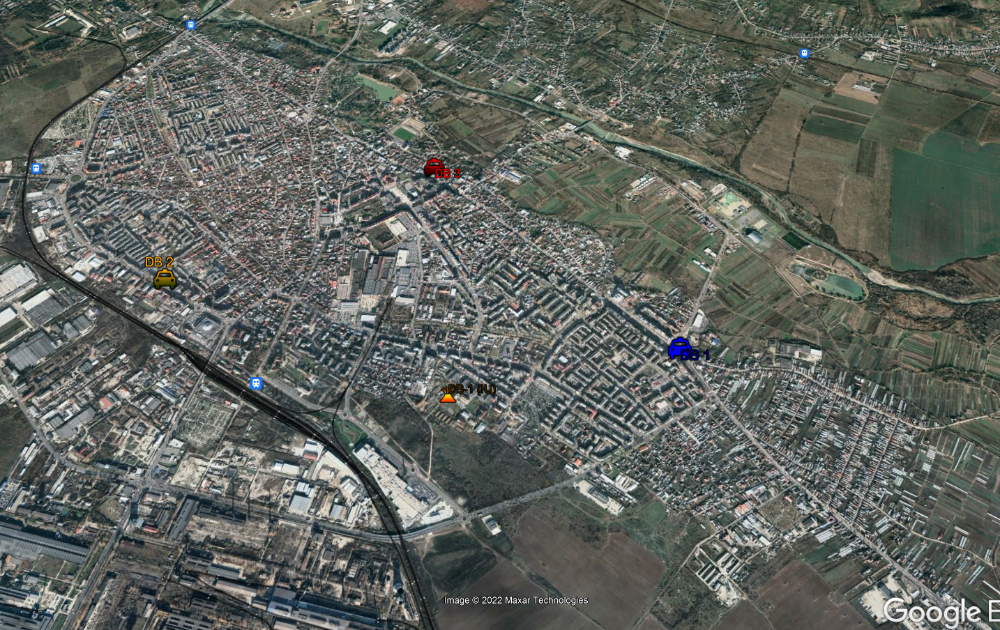 DB 3
DB 2
DB 1
DB-1 (IU)
Image © 2022 Maxar Technologies
Google E